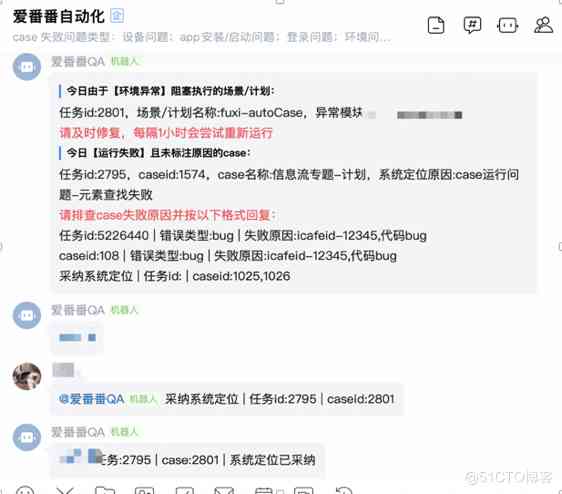 爱番番自动化 企
case 失败问题类型：设备问题；app安装/启动问题；登录问题；环境问…
爱番番QA 机器人
今日由于【环境异常】阻塞执行的场景/计划：
任务id:2801，场景/计划名称:fuxi-autoCase，异常模块
请及时修复，每隔1小时会尝试重新运行
今日【运行失败】且未标注原因的case：
任务id:2795，caseid:1574，case名称:信息流专题-计划，系统定位原因:case运行问
题-元素查找失败
请排查case失败原因并按以下格式回复：
任务id:5226440 | 错误类型:bug | 失败原因:icafeid-12345,代码bug
caseid:108 | 错误类型:bug | 失败原因:icafeid-12345,代码bug
采纳系统定位 | 任务id: | caseid:1025,1026
爱番番QA 机器人
@爱番番QA 机器人 采纳系统定位 | 任务id:2795 | caseid:2801
爱番番QA 机器人
任务:2795 | case:2801 | 系统定位已采纳
@51CTO博客